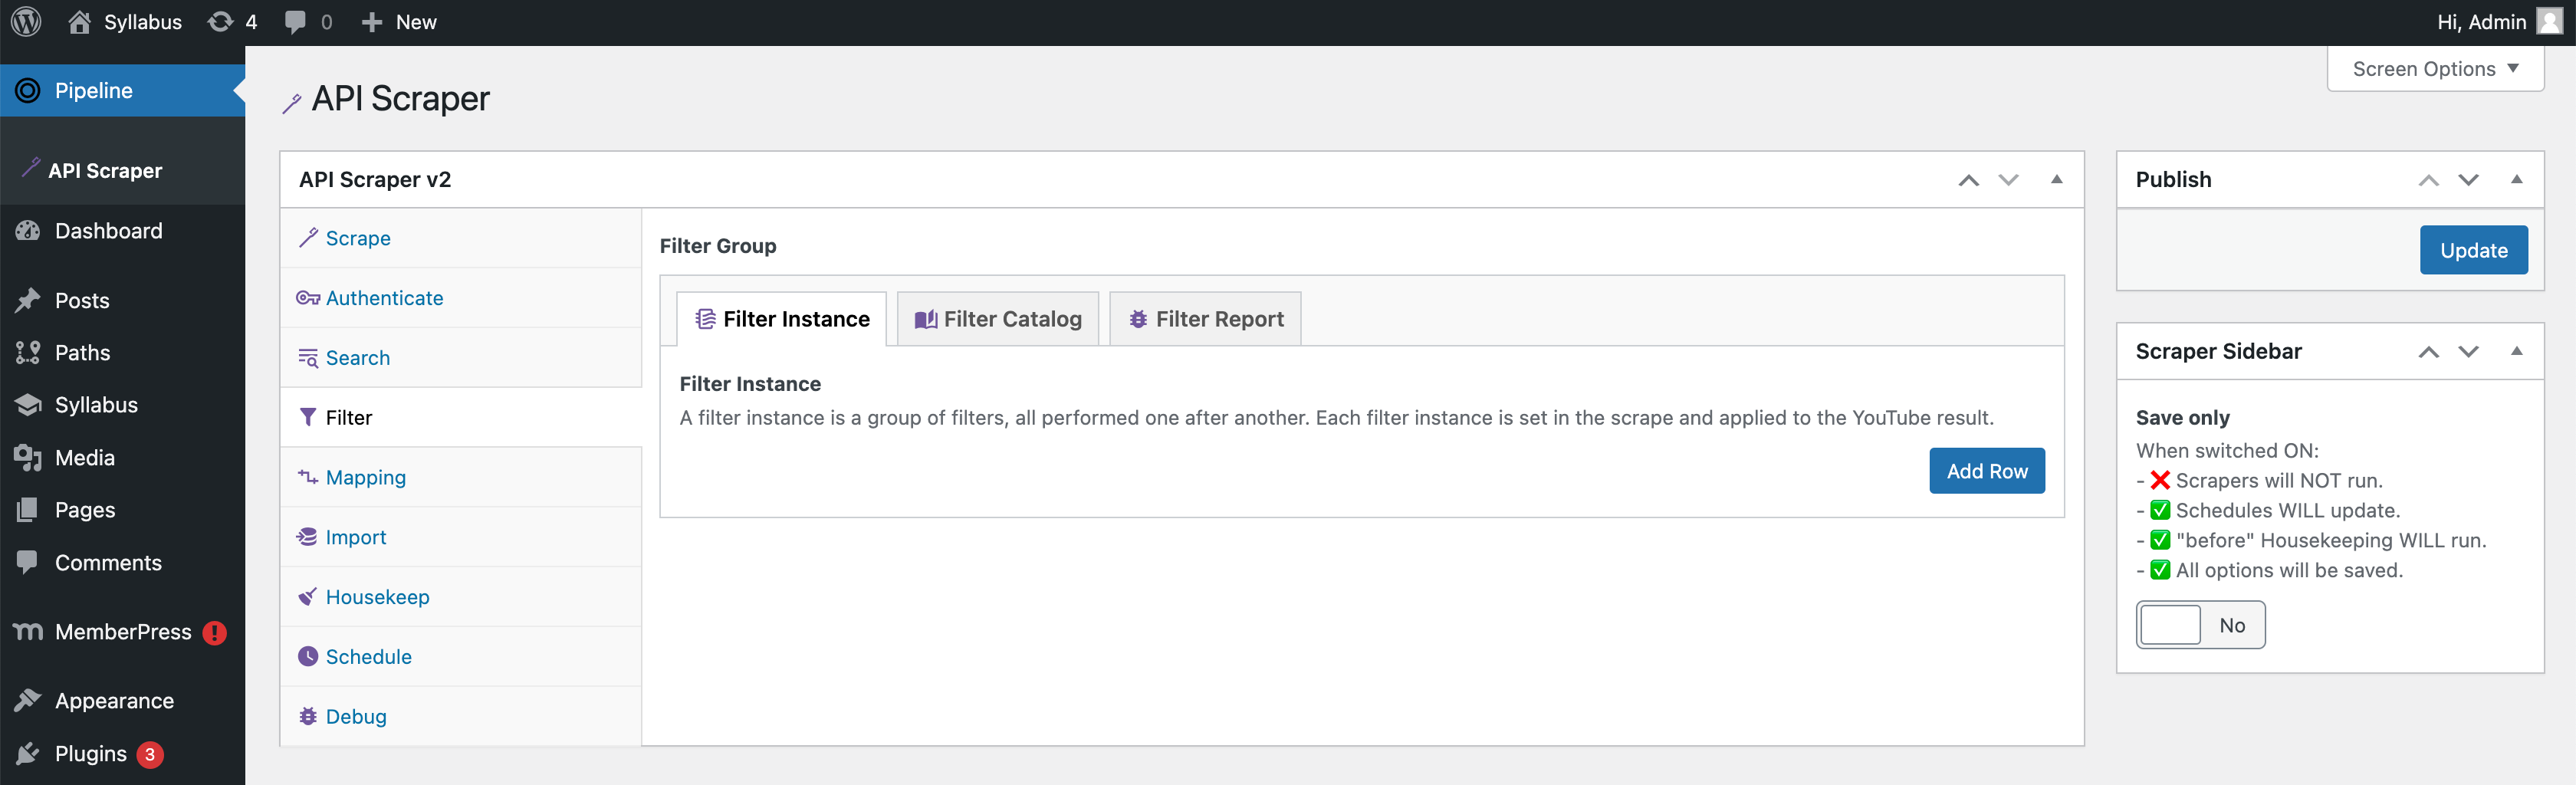 Syllabus 4 0 New Hi, Admin
Pipeline
API Scraper
Dashboard
Posts
Paths
Syllabus
Media
Pages
Comments
MemberPress !
Appearance
Plugins 3
Screen Options
API Scraper
API Scraper v2
Scrape
Authenticate
Search
Filter
Mapping
Import
Housekeep
Schedule
Debug
Filter Group
Filter Instance Filter Catalog Filter Report
Filter Instance
A filter instance is a group of filters, all performed one after another. Each filter instance is set in the scrape and applied to the YouTube result.
Add Row
Publish
Update
Scraper Sidebar
Save only
When switched ON:
- ❌ Scrapers will NOT run.
- ✅ Schedules WILL update.
- ✅ "before" Housekeeping WILL run.
- ✅ All options will be saved.
No